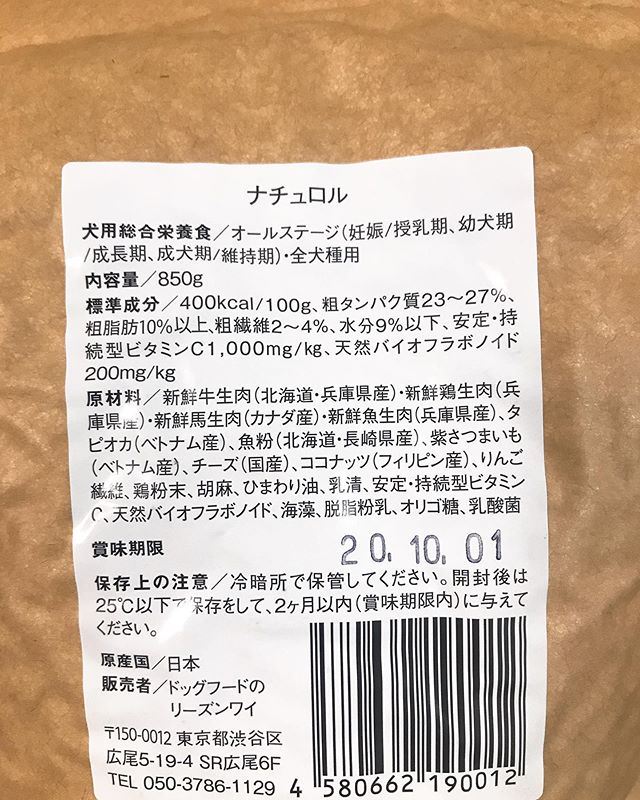 ナチュロル
犬用総合栄養食／オールステージ（妊娠/授乳期、幼犬期
/成長期、成犬期/維持期）・全犬種用
内容量／850g
標準成分／400kcal/100g、粗タンパク質23～27％、
粗脂肪10％以上、粗繊維2～4％、水分9％以下、安定・持
続型ビタミンC1,000mg/kg、天然バイオフラボノイド
200mg/kg
原材料／新鮮牛生肉（北海道・兵庫県産）・新鮮鶏生肉（兵
庫県産）・新鮮馬生肉（カナダ産）・新鮮魚生肉（兵庫県産）、タ
ピオカ（ベトナム産）、魚粉（北海道・長崎県産）、紫さつまいも
（ベトナム産）、チーズ（国産）、ココナッツ（フィリピン産）、りんご
繊維、鶏粉末、胡麻、ひまわり油、乳清、安定・持続型ビタミン
C、天然バイオフラボノイド、海藻、脱脂粉乳、オリゴ糖、乳酸菌
賞味期限 20.10.01
保存上の注意／冷暗所で保管してください。開封後は
25℃以下で保存をして、2ヶ月以内（賞味期限内）に与えて
ください。
原産国／日本
販売者／ドッグフードの
リーズンワイ
〒150-0012 東京都渋谷区
広尾5-19-4 SR広尾6F
TEL 050-3786-1129
4 580662 190012